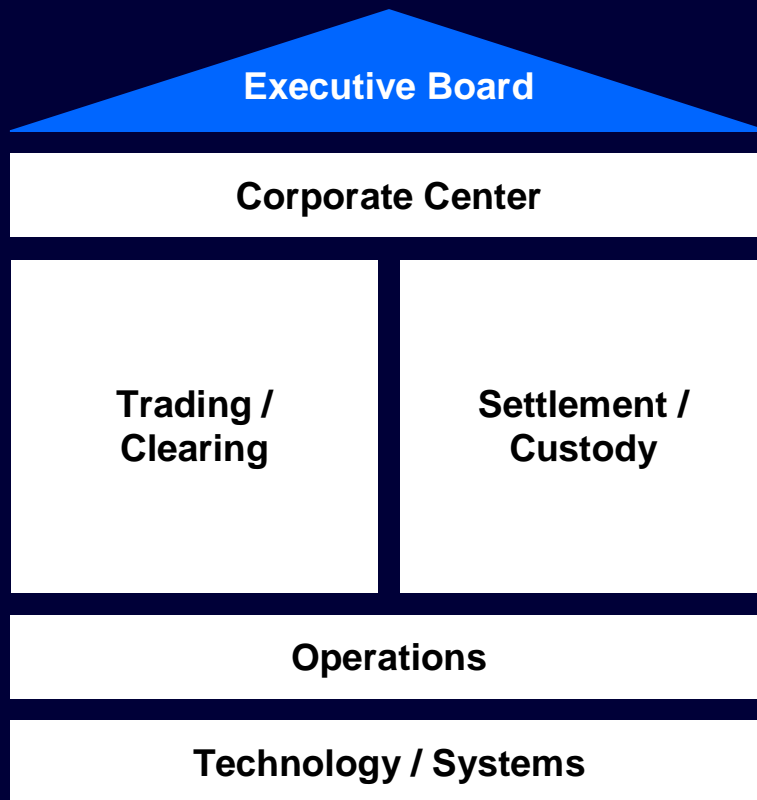 Executive Board
Corporate Center
Trading /
Clearing
Settlement /
Custody
Operations
Technology / Systems